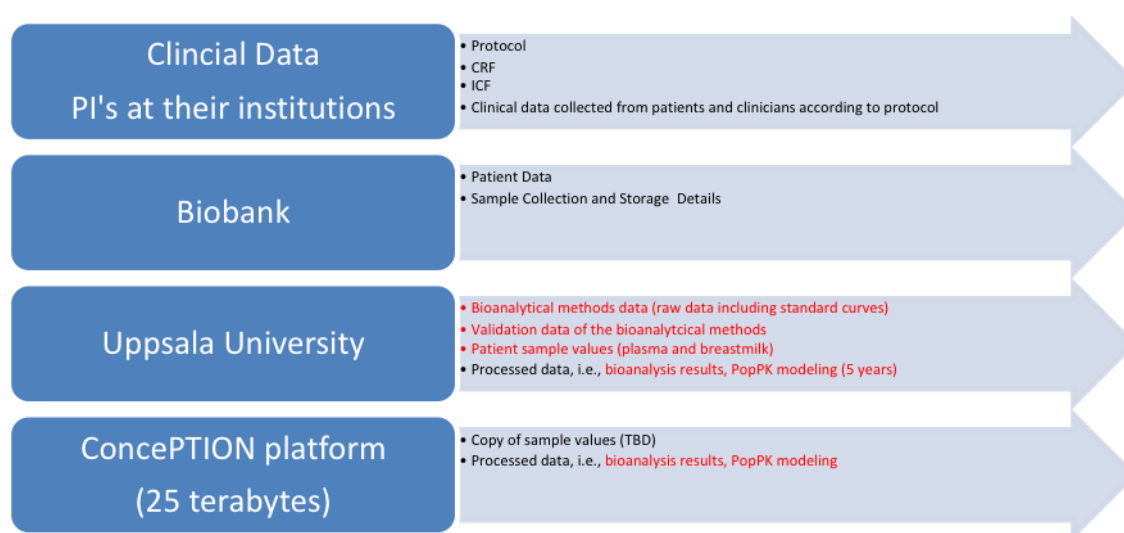 Clincial Data
PI's at their institutions
• Protocol
• CRF
• ICF
• Clinical data collected from patients and clinicians according to protocol
Biobank
• Patient Data
• Sample Collection and Storage Details
Uppsala University
• Bioanalytical methods data (raw data including standard curves)
• Validation data of the bioanalytcical methods
• Patient sample values (plasma and breastmilk)
• Processed data, i.e., bioanalysis results, PopPK modeling (5 years)
ConcePTION platform
(25 terabytes)
• Copy of sample values (TBD)
• Processed data, i.e., bioanalysis results, PopPK modeling